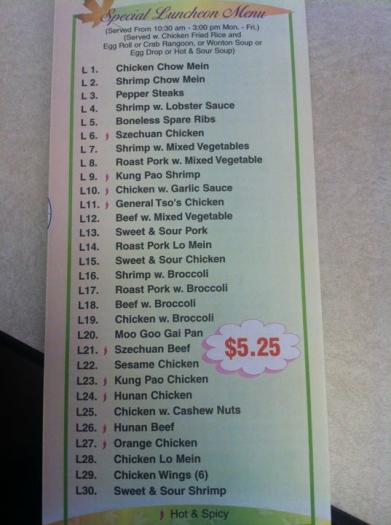 Special Luncheon Menu
(Served From 10:30 am - 3:00 pm Mon. - Fri.)
(Served w. Chicken Fried Rice and
Egg Roll or Crab Rangoon, or Wonton Soup or
Egg Drop or Hot & Sour Soup)
L 1. Chicken Chow Mein
L 2. Shrimp Chow Mein
L 3. Pepper Steaks
L 4. Shrimp w. Lobster Sauce
L 5. Boneless Spare Ribs
L 6. Szechuan Chicken
L 7. Shrimp w. Mixed Vegetables
L 8. Roast Pork w. Mixed Vegetable
L 9. Kung Pao Shrimp
L10. Chicken w. Garlic Sauce
L11. General Tso's Chicken
L12. Beef w. Mixed Vegetable
L13. Sweet & Sour Pork
L14. Roast Pork Lo Mein
L15. Sweet & Sour Chicken
L16. Shrimp w. Broccoli
L17. Roast Pork w. Broccoli
L18. Beef w. Broccoli
L19. Chicken w. Broccoli
L20. Moo Goo Gai Pan
L21. Szechuan Beef
$5.25
L22. Sesame Chicken
L23. Kung Pao Chicken
L24. Hunan Chicken
L25. Chicken w. Cashew Nuts
L26. Hunan Beef
L27. Orange Chicken
L28. Chicken Lo Mein
L29. Chicken Wings (6)
L30. Sweet & Sour Shrimp
Hot & Spicy